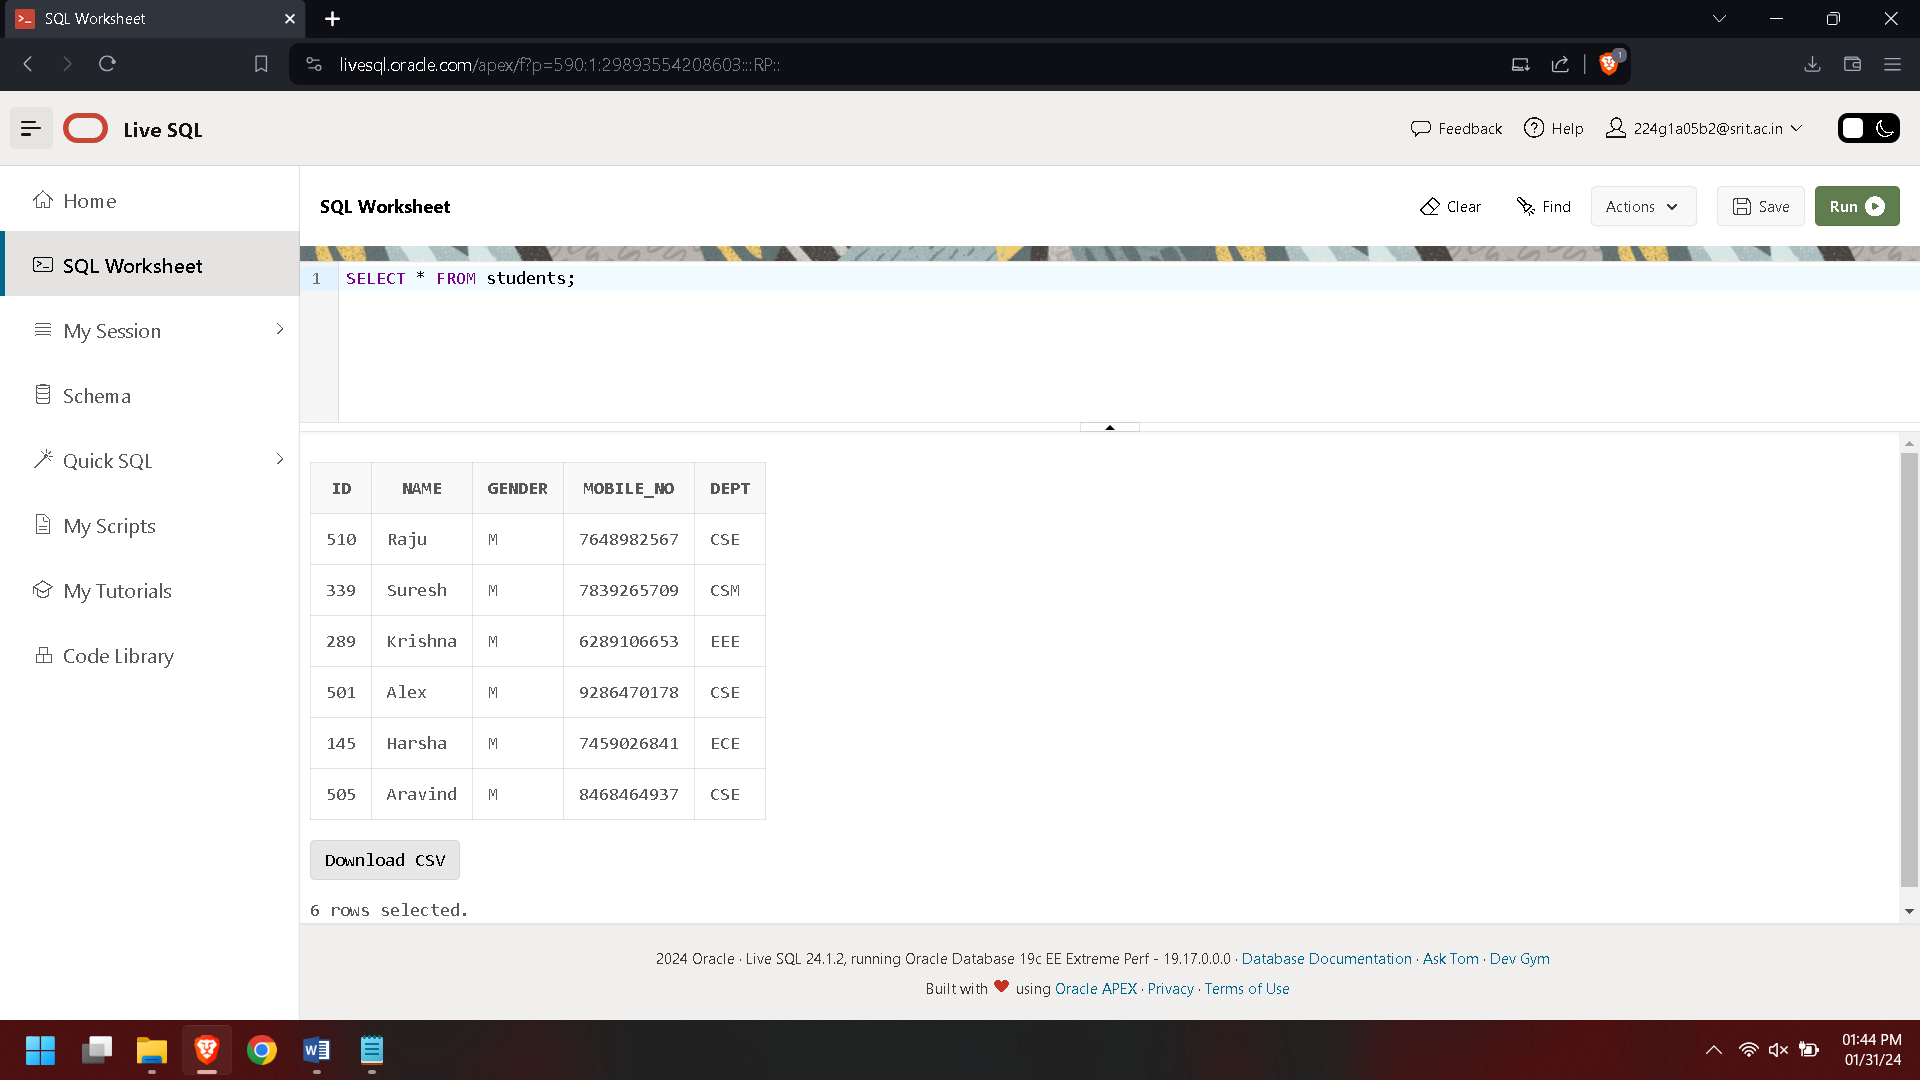 SQL Worksheet
livesql.oracle.com/apex/f?p=590:1:29893554208603:::RP::
1
Live SQL
Feedback
Help
224g1a05b2@srit.ac.in
Home
SQL Worksheet
My Session
Schema
Quick SQL
My Scripts
My Tutorials
Code Library
SQL Worksheet
Clear
Find
Actions
Save
Run
1 SELECT * FROM students;
ID NAME GENDER MOBILE_NO DEPT
510 Raju M 7648982567 CSE
339 Suresh M 7839265709 CSM
289 Krishna M 6289106653 EEE
501 Alex M 9286470178 CSE
145 Harsha M 7459026841 ECE
505 Aravind M 8468464937 CSE
Download CSV
6 rows selected.
2024 Oracle · Live SQL 24.1.2, running Oracle Database 19c EE Extreme Perf - 19.17.0.0.0 · Database Documentation · Ask Tom · Dev Gym
Built with ❤ using Oracle APEX · Privacy · Terms of Use
01:44 PM
01/31/24